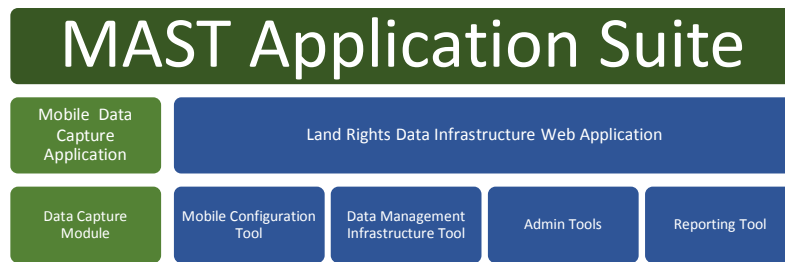 MAST Application Suite
Mobile Data
Capture
Application
Land Rights Data Infrastructure Web Application
Data Capture
Module
Mobile Configuration
Tool
Data Management
Infrastructure Tool
Admin Tools
Reporting Tool